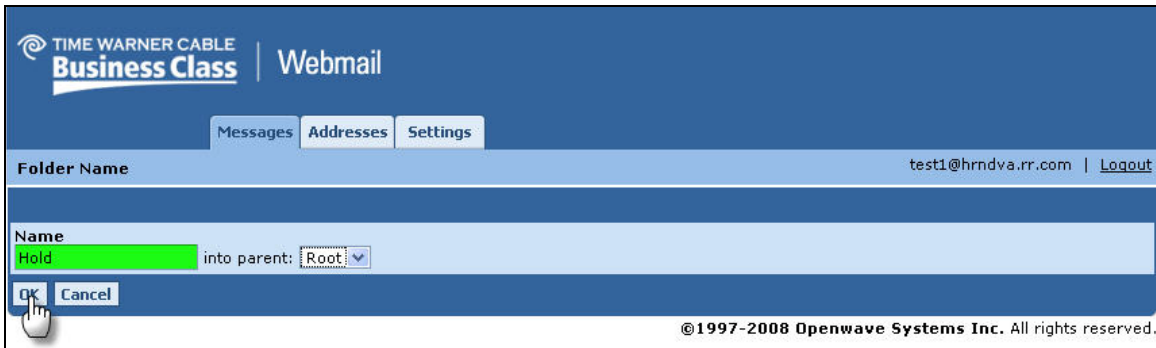 TIME WARNER CABLE
Business Class | Webmail
Messages Addresses Settings
Folder Name test1@hrndva.rr.com | Logout
Name
Hold into parent: Root
OK Cancel
©1997-2008 Openwave Systems Inc. All rights reserved.